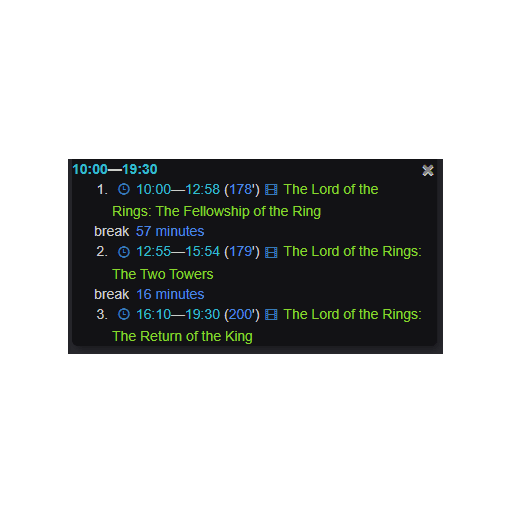 10:00—19:30
1. 10:00—12:58 (178') The Lord of the
Rings: The Fellowship of the Ring
break 57 minutes
2. 12:55—15:54 (179') The Lord of the Rings:
The Two Towers
break 16 minutes
3. 16:10—19:30 (200') The Lord of the Rings:
The Return of the King